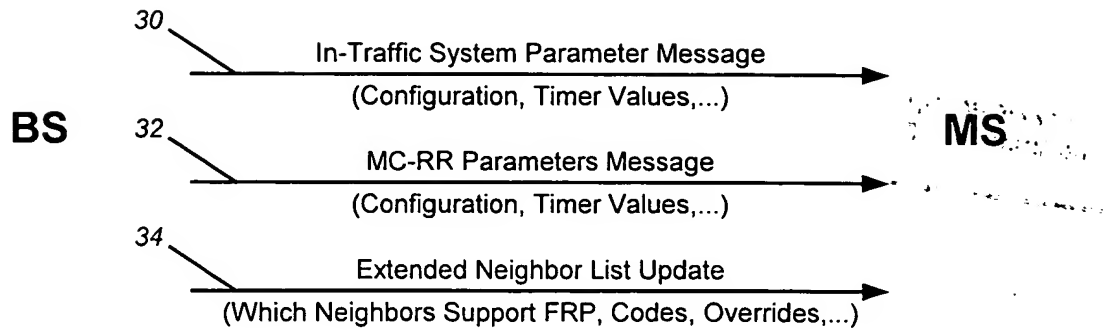 30
In-Traffic System Parameter Message
(Configuration, Timer Values,...)
BS
32
MS
MC-RR Parameters Message
(Configuration, Timer Values,...)
34
Extended Neighbor List Update
(Which Neighbors Support FRP, Codes, Overrides,...)